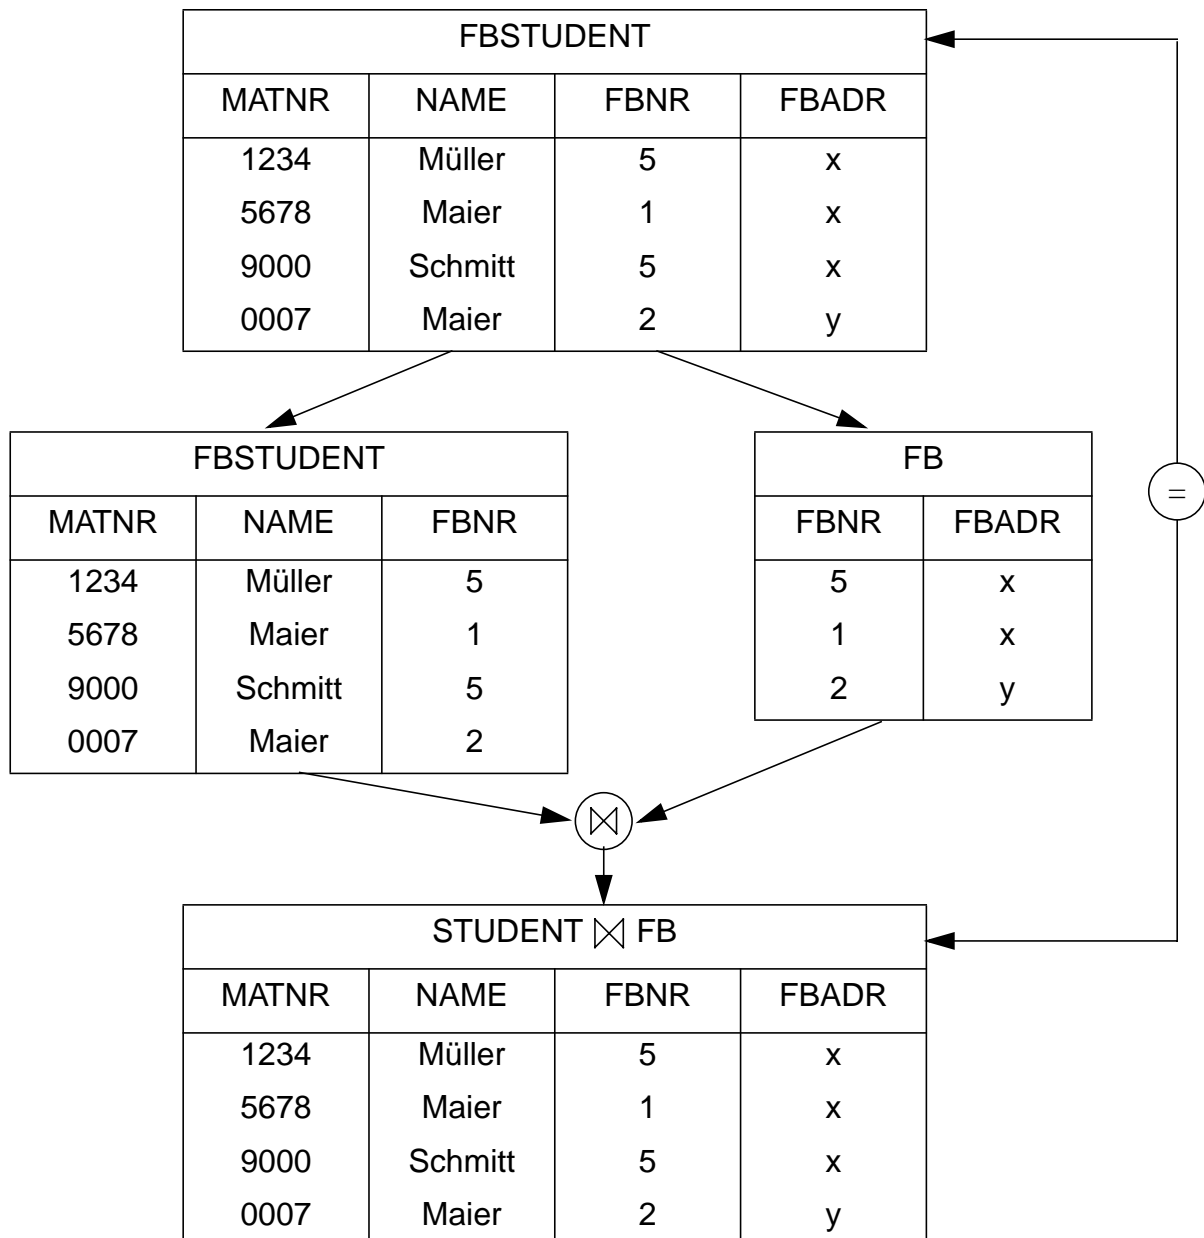 FBSTUDENT
MATNR NAME FBNR FBADR
1234 Müller 5 x
5678 Maier 1 x
9000 Schmitt 5 x
0007 Maier 2 y
FBSTUDENT
MATNR NAME FBNR
1234 Müller 5
5678 Maier 1
9000 Schmitt 5
0007 Maier 2
FB
FBNR FBADR
5 x
1 x
2 y
=
⋈
STUDENT ⋈ FB
MATNR NAME FBNR FBADR
1234 Müller 5 x
5678 Maier 1 x
9000 Schmitt 5 x
0007 Maier 2 y